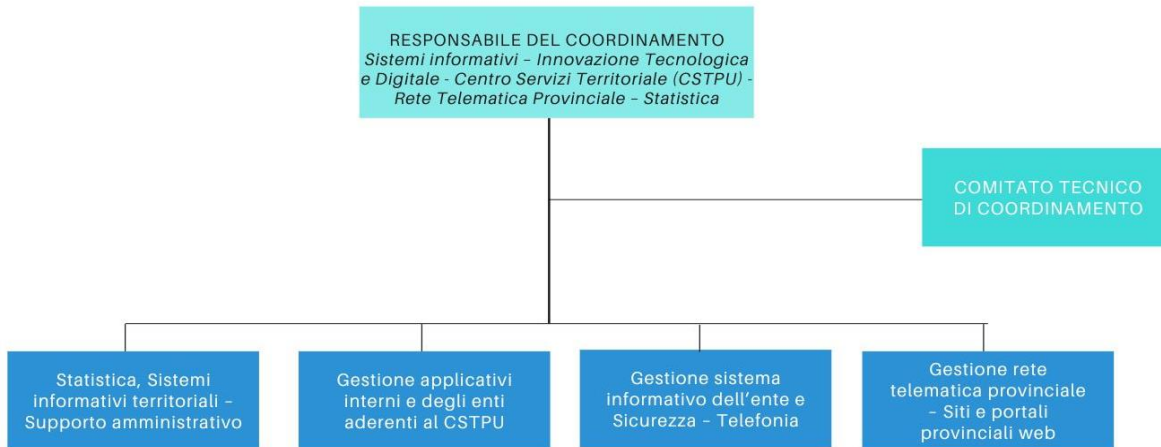 RESPONSABILE DEL COORDINAMENTO
Sistemi informativi – Innovazione Tecnologica
e Digitale - Centro Servizi Territoriale (CSTPU) -
Rete Telematica Provinciale – Statistica
COMITATO TECNICO
DI COORDINAMENTO
Statistica, Sistemi
informativi territoriali –
Supporto amministrativo
Gestione applicativi
interni e degli enti
aderenti al CSTPU
Gestione sistema
informativo dell'ente e
Sicurezza – Telefonia
Gestione rete
telematica provinciale
– Siti e portali
provinciali web